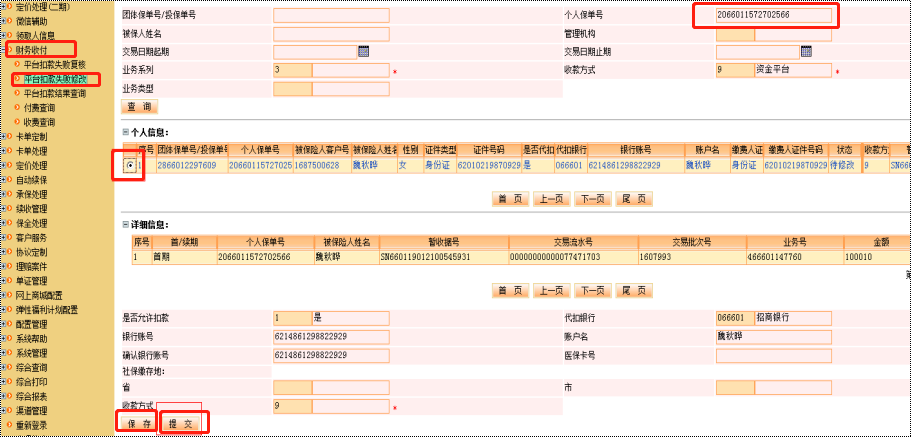 定价处理(二期)
微信辅助
领取人信息
财务收付
平台扣款失败复核
平台扣款失败修改
平台扣款结果查询
付费查询
收费查询
卡单定制
卡单处理
定价处理
自动续保
承保处理
续收管理
保全处理
客户服务
协议定制
理赔案件
单证管理
网上商城配置
弹性福利计划配置
配置管理
系统帮助
系统管理
综合查询
综合打印
综合报表
渠道管理
重新登录
团体保单号/投保单号 个人保单号 2066011572702566
被保人姓名 管理机构
交易日期起期 交易日期止期
业务系列 3 * 收款方式 9 资金平台 *
业务类型
查 询
个人信息:
序号 团体保单号/投保单号 个人保单号 被保险人客户号 被保险人姓名 性别 证件类型 证件号码 是否代扣 代扣银行 银行账号 账户名 缴费人证 缴费人证件号码 状态 收款方 暂
1 2866012297609 20660115727025 1687500628 魏秋晔 女 身份证 62010219870929 是 066601 6214861298822929 魏秋晔 身份证 62010219870929 待修改 9 SN66
首 页 上一页 下一页 尾 页
详细信息:
序号 首/续期 个人保单号 被保险人姓名 暂收据号 交易流水号 交易批次号 业务号 金额
1 首期 2066011572702566 魏秋晔 SN660119012100545931 00000000000077471703 1607993 466601147760 100010
首 页 上一页 下一页 尾 页
是否允许扣款 1 是 代扣银行 066601 招商银行
银行账号 6214861298822929 账户名 魏秋晔
确认银行账号 6214861298822929 医保卡号
社保缴存地:
省 市
收款方式 9 *
保 存 提 交